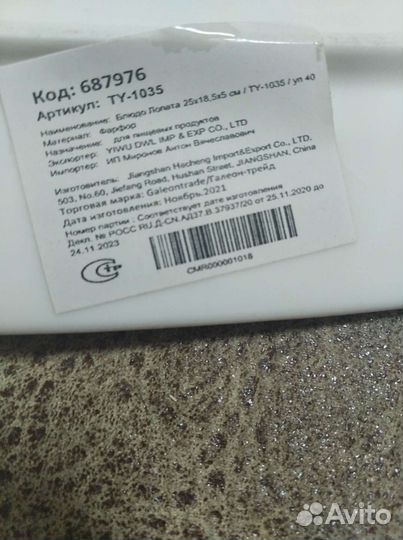 Код: 687976
Артикул: TY-1035
Наименование: Блюдо Лопата 25х18,5х5 см / TY-1035 / уп 40
Материал: Фарфор
Назначение: для пищевых продуктов
Экспортер: YIWU DWL IMP & EXP CO., LTD
Импортер: ИП Миронов Антон Вячеславович
Изготовитель: Jiangshan Hecheng Import&Export Co., LTD.
503, No.60, Jiefang Road, Hushan Street, JIANGSHAN, China
Торговая марка: Galeontrade/Галеон-трейд
Дата изготовления: Ноябрь.2021
Номер партии: Соответствует дате изготовления
Декл. № РОСС RU Д-CN.АД37.В.37937/20 от 25.11.2020 до
24.11.2023
СТР
CMR000001018
Avito